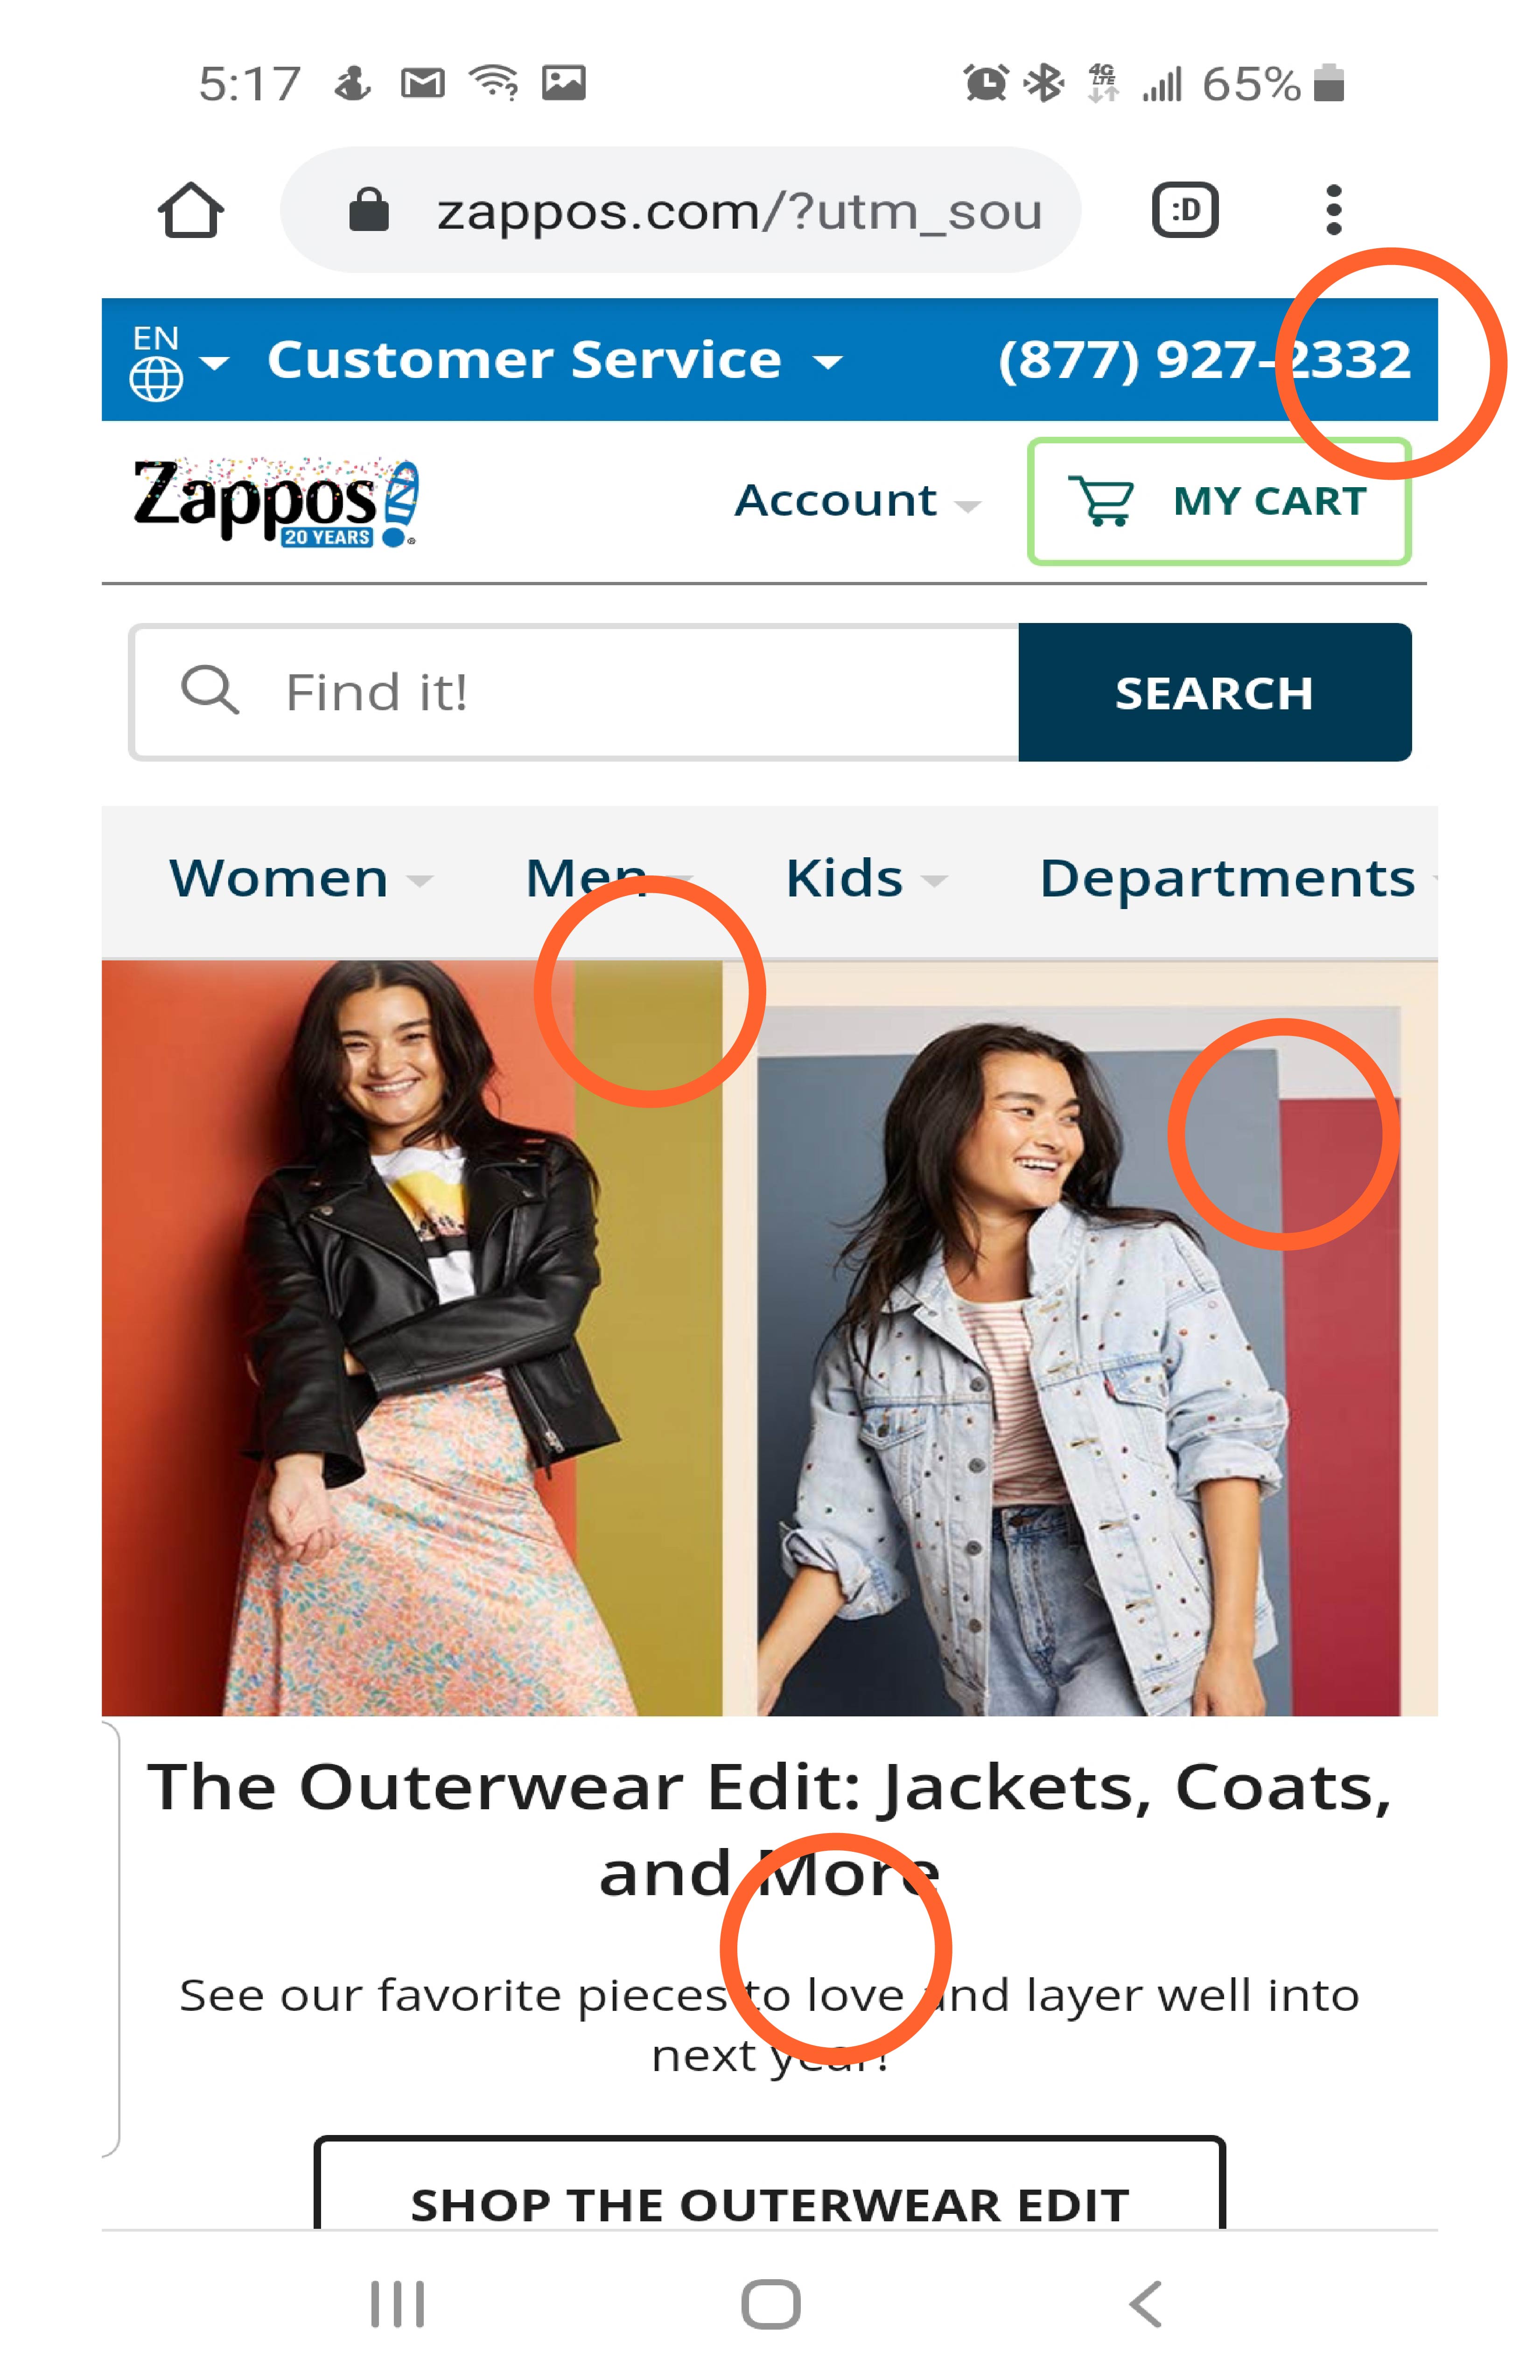 5:17 4G LTE 65%
zappos.com/?utm_sou :D
EN
Customer Service (877) 927-2332
Zappos
20 YEARS
Account MY CART
Find it! SEARCH
Women Men Kids Departments
The Outerwear Edit: Jackets, Coats,
and More
See our favorite pieces to love and layer well into
next year!
SHOP THE OUTERWEAR EDIT